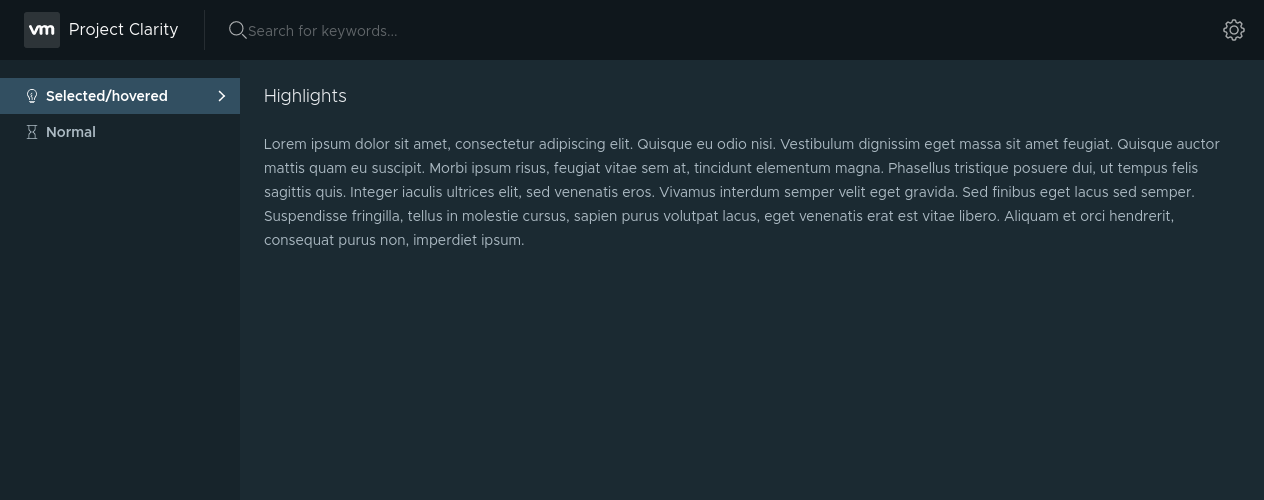 vm Project Clarity Search for keywords...
Selected/hovered
Normal
Highlights
Lorem ipsum dolor sit amet, consectetur adipiscing elit. Quisque eu odio nisi. Vestibulum dignissim eget massa sit amet feugiat. Quisque auctor
mattis quam eu suscipit. Morbi ipsum risus, feugiat vitae sem at, tincidunt elementum magna. Phasellus tristique posuere dui, ut tempus felis
sagittis quis. Integer iaculis ultrices elit, sed venenatis eros. Vivamus interdum semper velit eget gravida. Sed finibus eget lacus sed semper.
Suspendisse fringilla, tellus in molestie cursus, sapien purus volutpat lacus, eget venenatis erat est vitae libero. Aliquam et orci hendrerit,
consequat purus non, imperdiet ipsum.